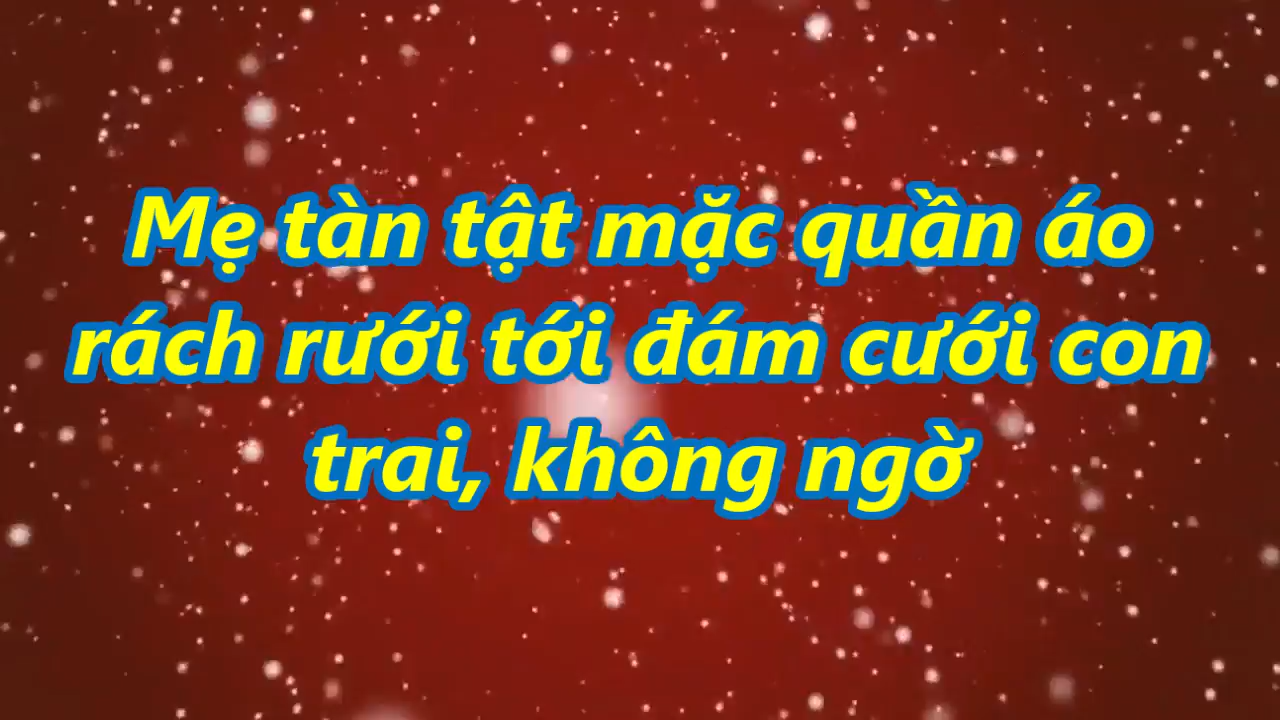 Mẹ tàn tật mặc quần áo
rách rưới tới đám cưới con
trai, không ngờ